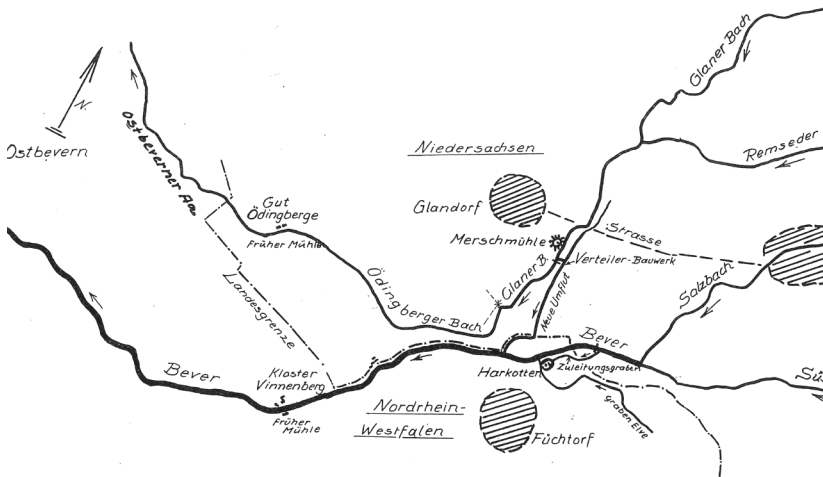 Glaner Bach
N.
Ostbevern
Ostbeverner Aa
Niedersachsen
Remseder
Gut
Ödingberge
Früher Mühle
Glandorf
Strasse
Merschmühle
Verteiler-Bauwerk
Glaner B.
Salzbach
Landesgrenze
Ödingberger Bach
Neue Umflut
Bever
Bever
Kloster
Vinnenberg
Früher
Mühle
Harkotten
Zuleitungsgraben
Nordrhein-
Westfalen
Füchtorf
graben Elve
Sü